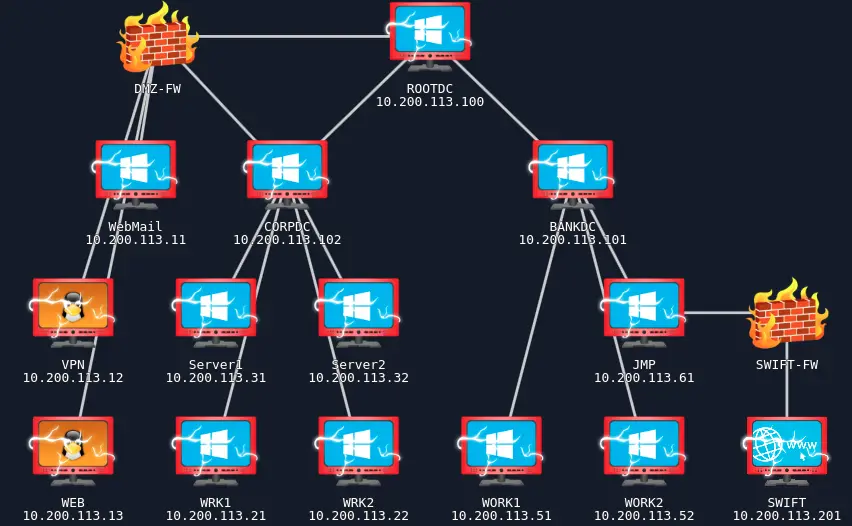 DMZ-FW
ROOTDC
10.200.113.100
WebMail
10.200.113.11
CORPDC
10.200.113.102
BANKDC
10.200.113.101
VPN
10.200.113.12
Server1
10.200.113.31
Server2
10.200.113.32
JMP
10.200.113.61
SWIFT-FW
WEB
10.200.113.13
WRK1
10.200.113.21
WRK2
10.200.113.22
WORK1
10.200.113.51
WORK2
10.200.113.52
www
SWIFT
10.200.113.201